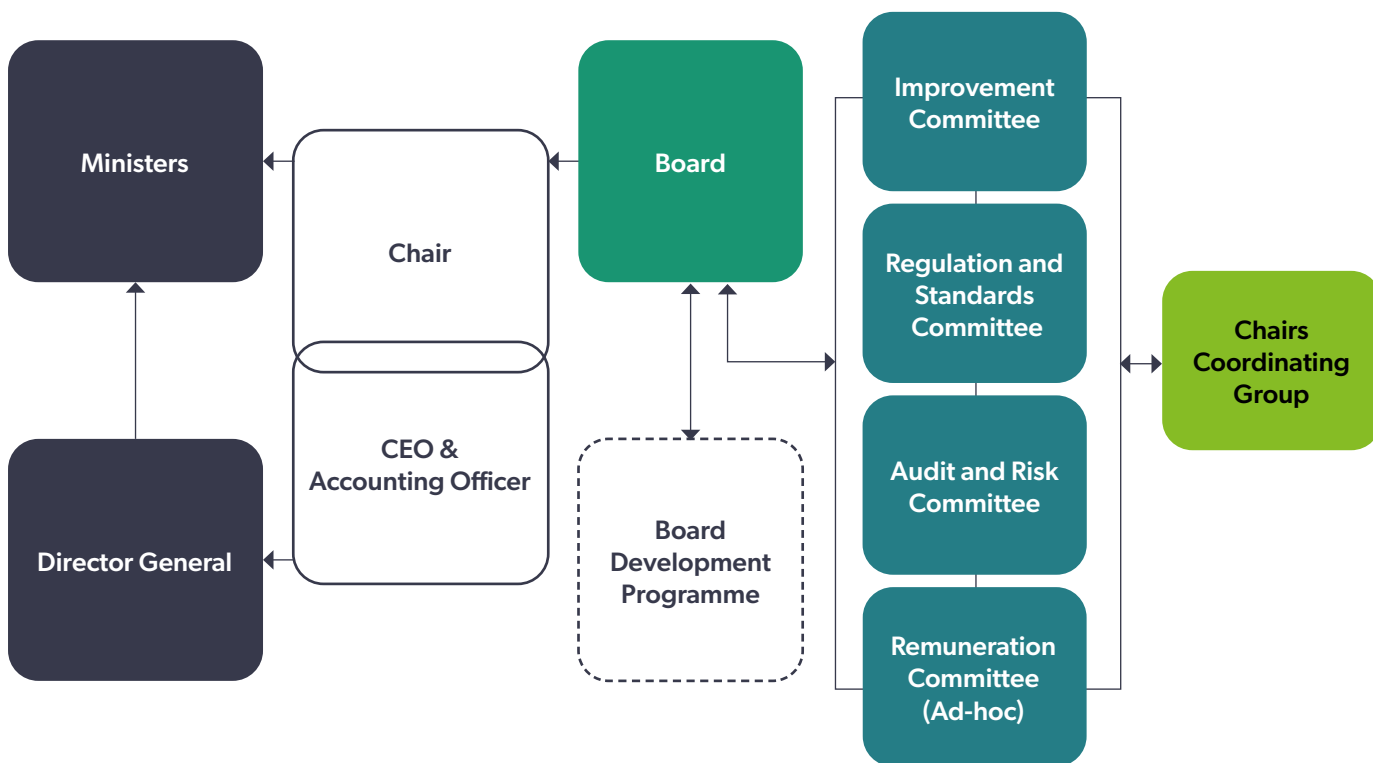 Ministers
Chair
Board
Improvement
Committee
Regulation and
Standards
Committee
Chairs
Coordinating
Group
CEO &
Accounting Officer
Director General
Board
Development
Programme
Audit and Risk
Committee
Remuneration
Committee
(Ad-hoc)